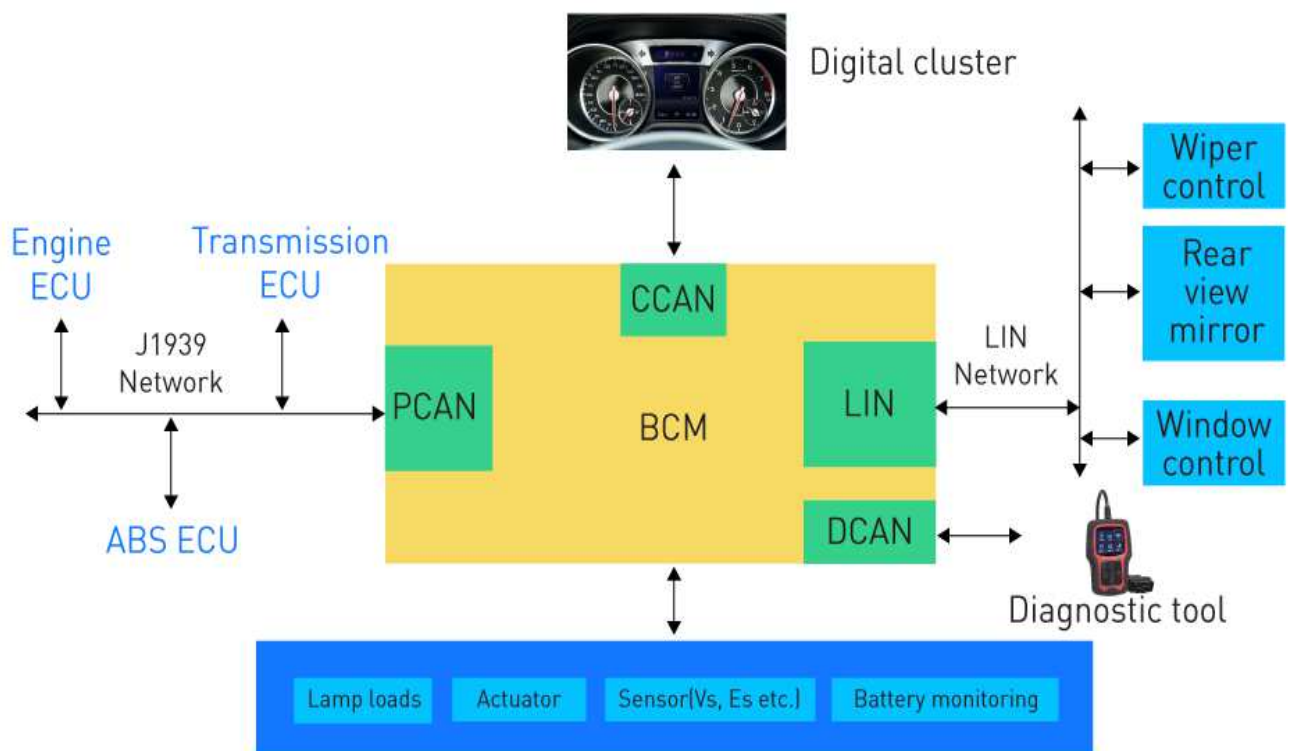 Digital cluster
Wiper
control
Engine
ECU
Transmission
ECU
Rear
view
mirror
CCAN
J1939
Network
LIN
Network
PCAN
BCM
LIN
Window
control
ABS ECU
DCAN
Diagnostic tool
Lamp loads
Actuator
Sensor(Vs, Es etc.)
Battery monitoring